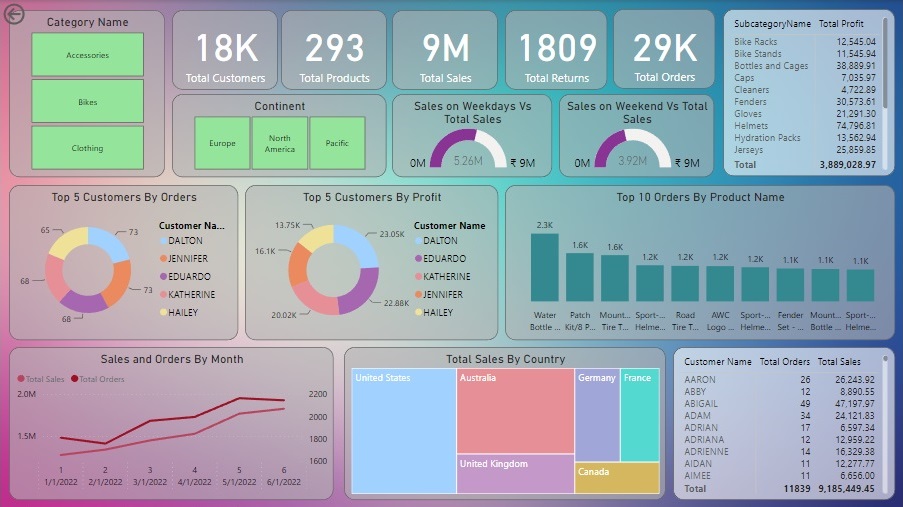 Category Name
Accessories
Bikes
Clothing
18K
Total Customers
293
Total Products
9M
Total Sales
1809
Total Returns
29K
Total Orders
Continent
Europe
North
America
Pacific
Sales on Weekdays Vs
Total Sales
0M
5.26M
₹ 9M
Sales on Weekend Vs Total
Sales
0M
3.92M
₹ 9M
SubcategoryName Total Profit
Bike Racks 12,545.04
Bike Stands 11,545.94
Bottles and Cages 38,889.91
Caps 7,035.97
Cleaners 4,722.89
Fenders 30,573.61
Gloves 21,291.30
Helmets 74,796.81
Hydration Packs 13,562.94
Jerseys 25,859.85
Total 3,889,028.97
Top 5 Customers By Orders
65
73
73
68
68
Customer Na...
DALTON
JENNIFER
EDUARDO
KATHERINE
HAILEY
Top 5 Customers By Profit
13.75K
23.05K
16.1K
22.88K
20.02K
Customer Name
DALTON
EDUARDO
KATHERINE
JENNIFER
HAILEY
Top 10 Orders By Product Name
2.3K
1.6K
1.6K
1.2K
1.2K
1.2K
1.2K
1.1K
1.1K
1.1K
Water
Bottle ...
Patch
Kit/8 P...
Mount...
Tire T...
Sport-...
Helme...
Road
Tire T...
AWC
Logo ...
Sport-...
Helme...
Fender
Set - ...
Mount...
Bottle ...
Sport-...
Helme...
Sales and Orders By Month
Total Sales Total Orders
2.0M
1.5M
2200
2000
1800
1600
1 2 3 4 5 6
1/1/2022 2/1/2022 3/1/2022 4/1/2022 5/1/2022 6/1/2022
Total Sales By Country
United States
Australia
United Kingdom
Germany
France
Canada
Customer Name Total Orders Total Sales
AARON 26 26,243.92
ABBY 12 8,890.55
ABIGAIL 49 47,197.97
ADAM 34 24,121.83
ADRIAN 17 6,597.34
ADRIANA 12 12,959.22
ADRIENNE 14 16,329.38
AIDAN 11 12,277.77
AIMEE 11 6,656.00
Total 11839 9,185,449.45